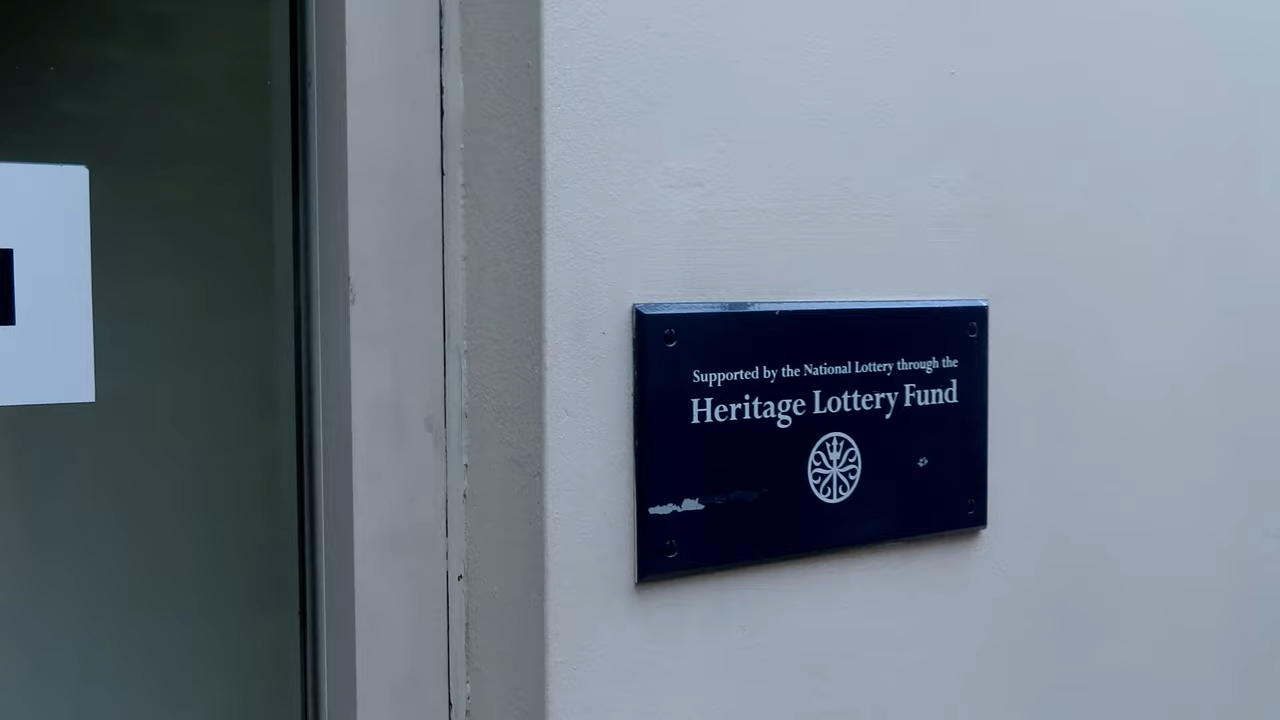 Supported by the National Lottery through the
Heritage Lottery Fund